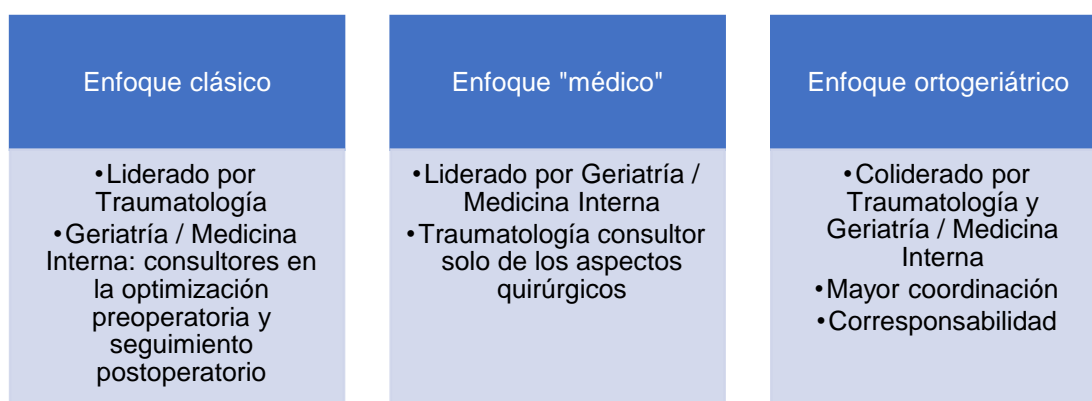 Enfoque clásico
•Liderado por
Traumatología
•Geriatría / Medicina
Interna: consultores en
la optimización
preoperatoria y
seguimiento
postoperatorio
Enfoque "médico"
•Liderado por Geriatría /
Medicina Interna
•Traumatología consultor
solo de los aspectos
quirúrgicos
Enfoque ortogeriátrico
•Coliderado por
Traumatología y
Geriatría / Medicina
Interna
•Mayor coordinación
•Corresponsabilidad